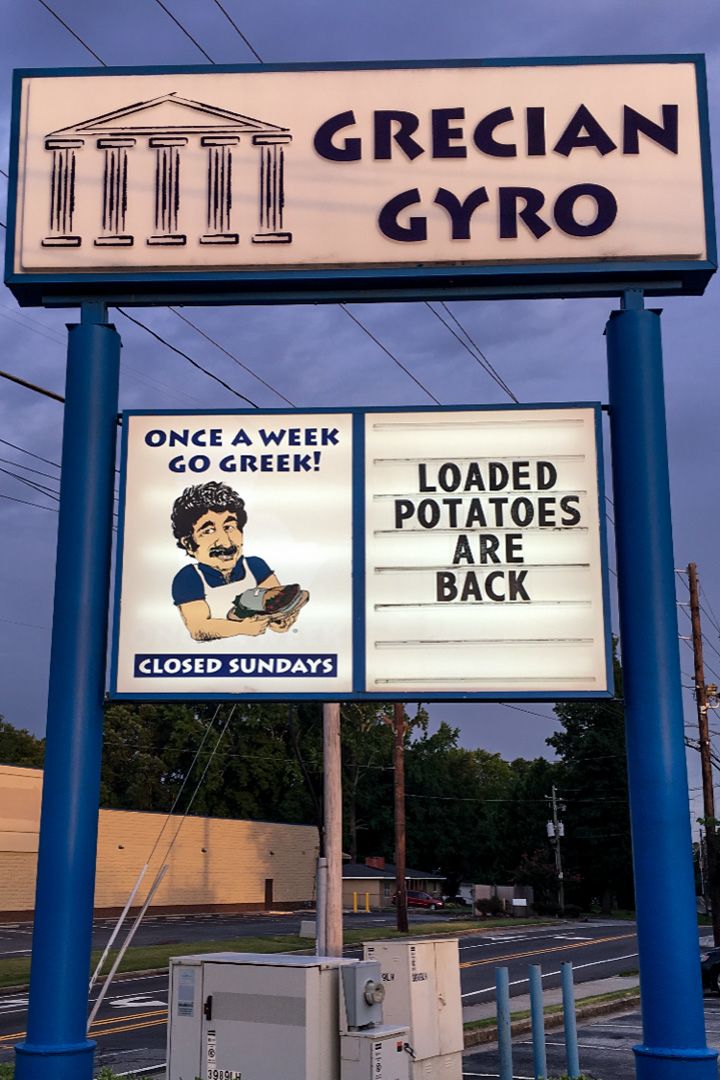 GRECIAN
GYRO
ONCE A WEEK
GO GREEK!
CLOSED SUNDAYS
LOADED
POTATOES
ARE
BACK